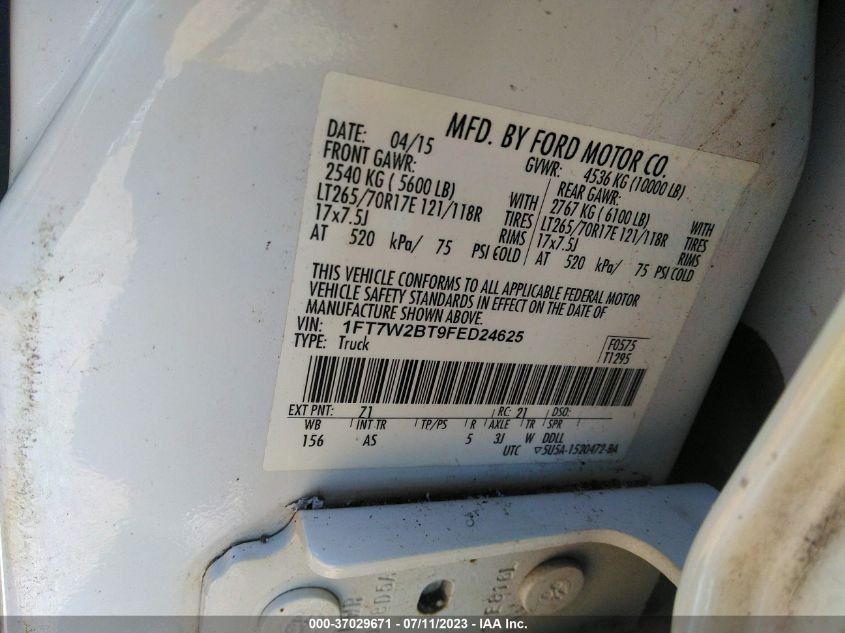 MFD. BY FORD MOTOR CO.
DATE: 04/15 GVWR: 4536 KG (10000 LB)
FRONT GAWR: REAR GAWR:
2540 KG ( 5600 LB) WITH 2767 KG ( 6100 LB) WITH
LT265/70R17E 121/118R TIRES LT265/70R17E 121/118R TIRES
17x7.5J RIMS 17x7.5J RIMS
AT 520 kPa/ 75 PSI COLD AT 520 kPa/ 75 PSI COLD
THIS VEHICLE CONFORMS TO ALL APPLICABLE FEDERAL MOTOR
VEHICLE SAFETY STANDARDS IN EFFECT ON THE DATE OF
MANUFACTURE SHOWN ABOVE.
VIN: 1FT7W2BT9FED24625
TYPE: Truck
F0575
T1295
EXT PNT: Z1 RC: 21 DSO:
WB INT TR TP/PS R AXLE TR SPR
156 AS 5 3J W DDLL
UTC ▽5U5A-1520472-BA
000-37029671 - 07/11/2023 - IAA Inc.